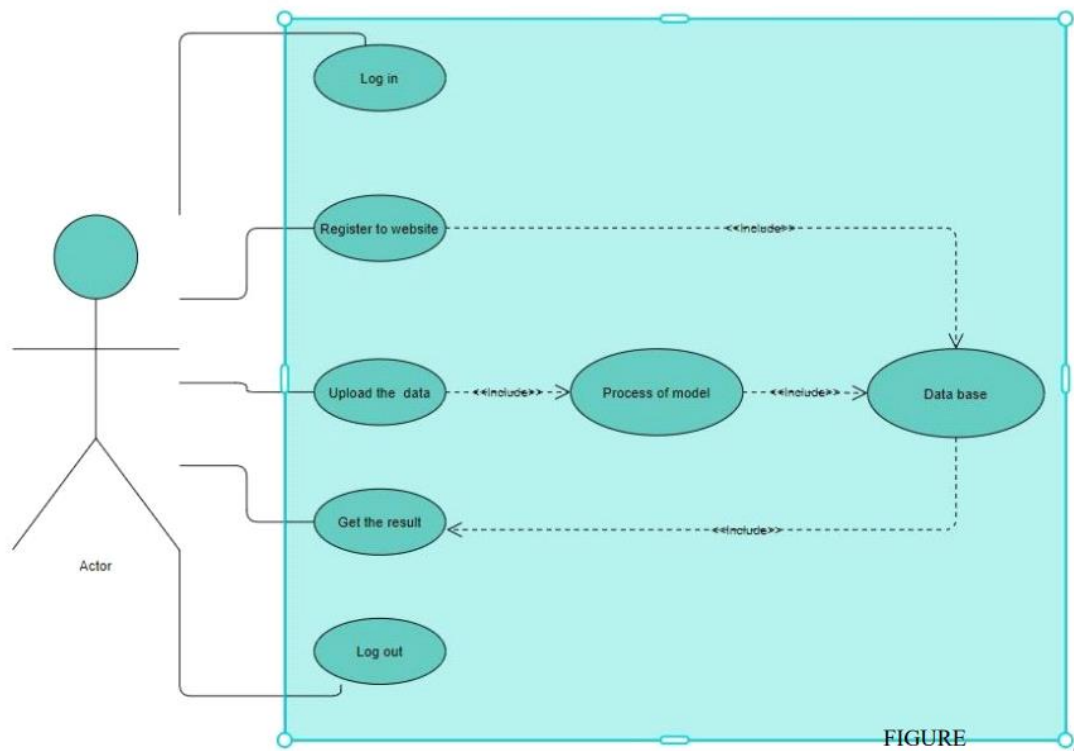 Log in
Register to website
<<Include>>
Upload the data
<<Include>>
Process of model
<<Include>>
Data base
Get the result
<<Include>>
Actor
Log out
FIGURE